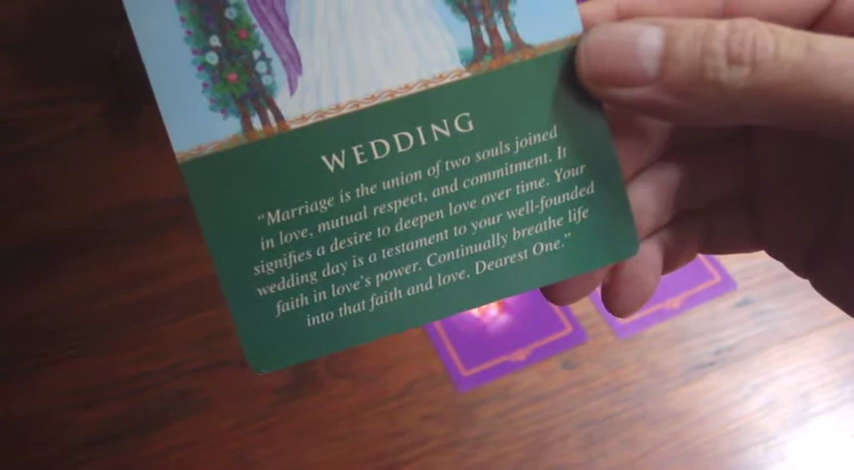 WEDDING
"Marriage is the union of two souls joined
in love, mutual respect, and commitment. It
signifies a desire to deepen love over time. Your
wedding day is a testament to your well-founded
faith in love's power. Continually breathe life
into that faith and love, Dearest One."